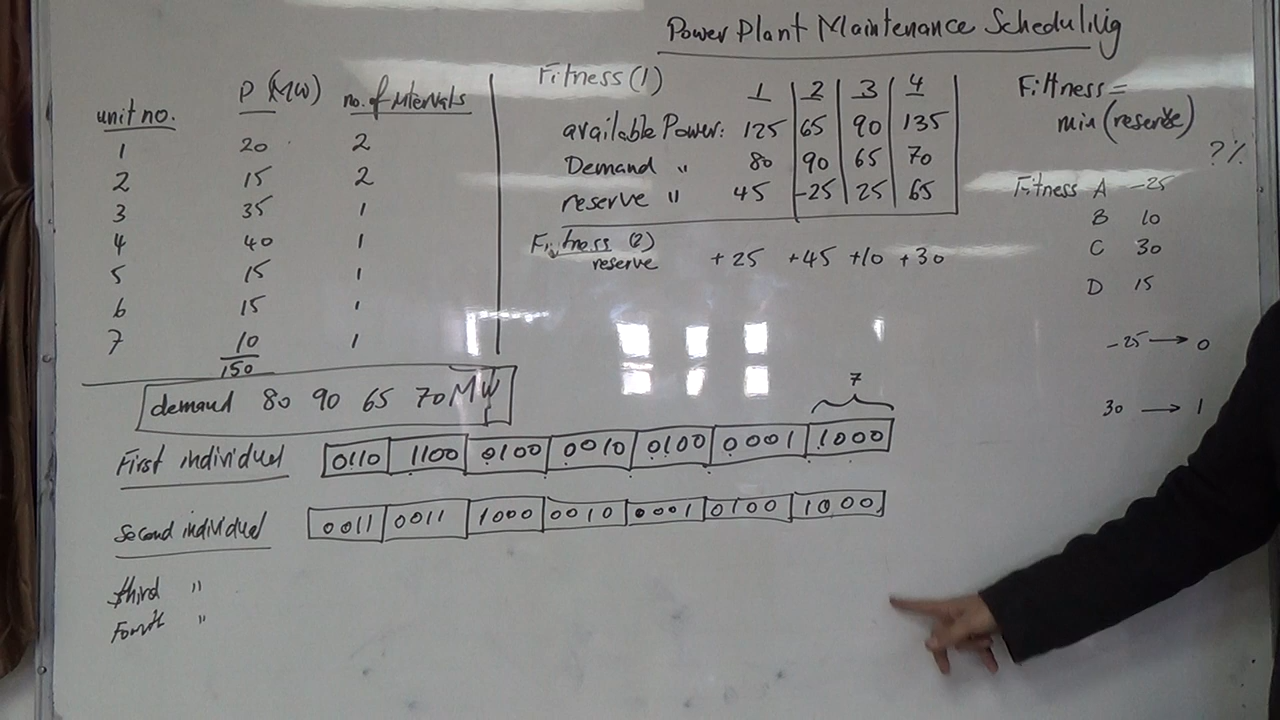 Power Plant Maintenance Scheduling
unit no. P (MW) no. of intervals
1 20 2
2 15 2
3 35 1
4 40 1
5 15 1
6 15 1
7 10 1
150
demand 80 90 65 70 MW
Fitness (1) 1 2 3 4
available Power: 125 65 90 135
Demand " 80 90 65 70
reserve " 45 -25 25 65
Fitness (2)
reserve +25 +45 +10 +30
Fittness =
min (reserve)
? %
Fitness A -25
B 10
C 30
D 15
-25 → 0
30 → 1
7
First individual 0110 1100 0100 0010 0100 0001 1000
Second individual 0011 0011 1000 0010 0001 0100 1000
third "
Fourth "